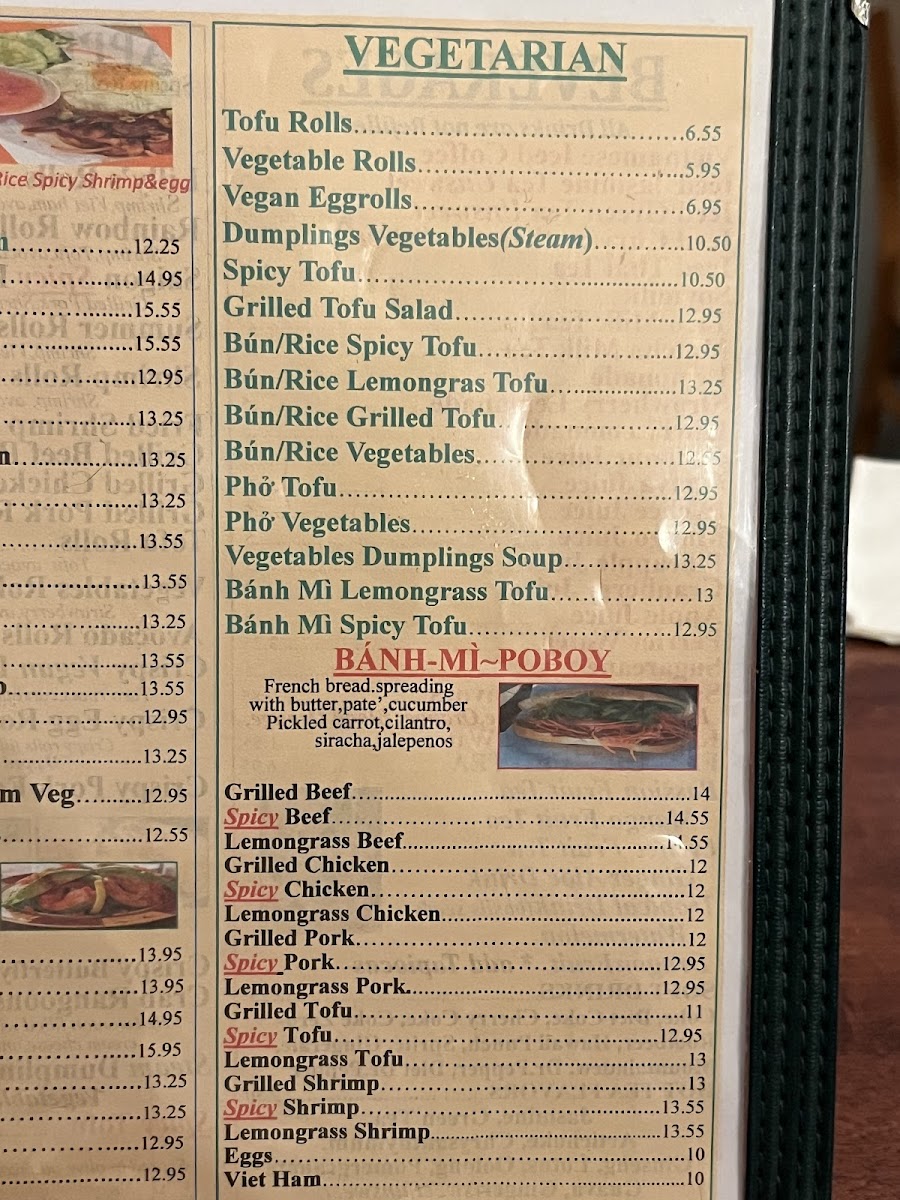 Rice Spicy Shrimp&egg
12.25
14.95
15.55
15.55
12.95
13.25
13.25
13.25
13.55
13.55
13.25
13.55
13.55
12.95
13.25
Veg.........12.95
12.55
13.95
13.95
14.95
15.95
13.25
13.25
12.95
12.95
VEGETARIAN
Tofu Rolls.......................................6.55
Vegetable Rolls................................5.95
Vegan Eggrolls.................................6.95
Dumplings Vegetables(Steam)...........10.50
Spicy Tofu.......................................10.50
Grilled Tofu Salad............................12.95
Bún/Rice Spicy Tofu.........................12.95
Bún/Rice Lemongras Tofu................13.25
Bún/Rice Grilled Tofu.......................12.95
Bún/Rice Vegetables.........................
Phở Tofu..........................................12.95
Phở Vegetables.................................12.95
Vegetables Dumplings Soup..............13.25
Bánh Mì Lemongrass Tofu.................13
Bánh Mì Spicy Tofu..........................12.95
BÁNH-MÌ~POBOY
French bread.spreading
with butter,pate',cucumber
Pickled carrot,cilantro,
siracha,jalepenos
Grilled Beef.............................................14
Spicy Beef...........................................14.55
Lemongrass Beef..................................14.55
Grilled Chicken.......................................12
Spicy Chicken.........................................12
Lemongrass Chicken................................12
Grilled Pork............................................12
Spicy Pork...........................................12.95
Lemongrass Pork.................................12.95
Grilled Tofu............................................11
Spicy Tofu...........................................12.95
Lemongrass Tofu.....................................13
Grilled Shrimp.........................................13
Spicy Shrimp........................................13.55
Lemongrass Shrimp..............................13.55
Eggs.......................................................10
Viet Ham................................................10